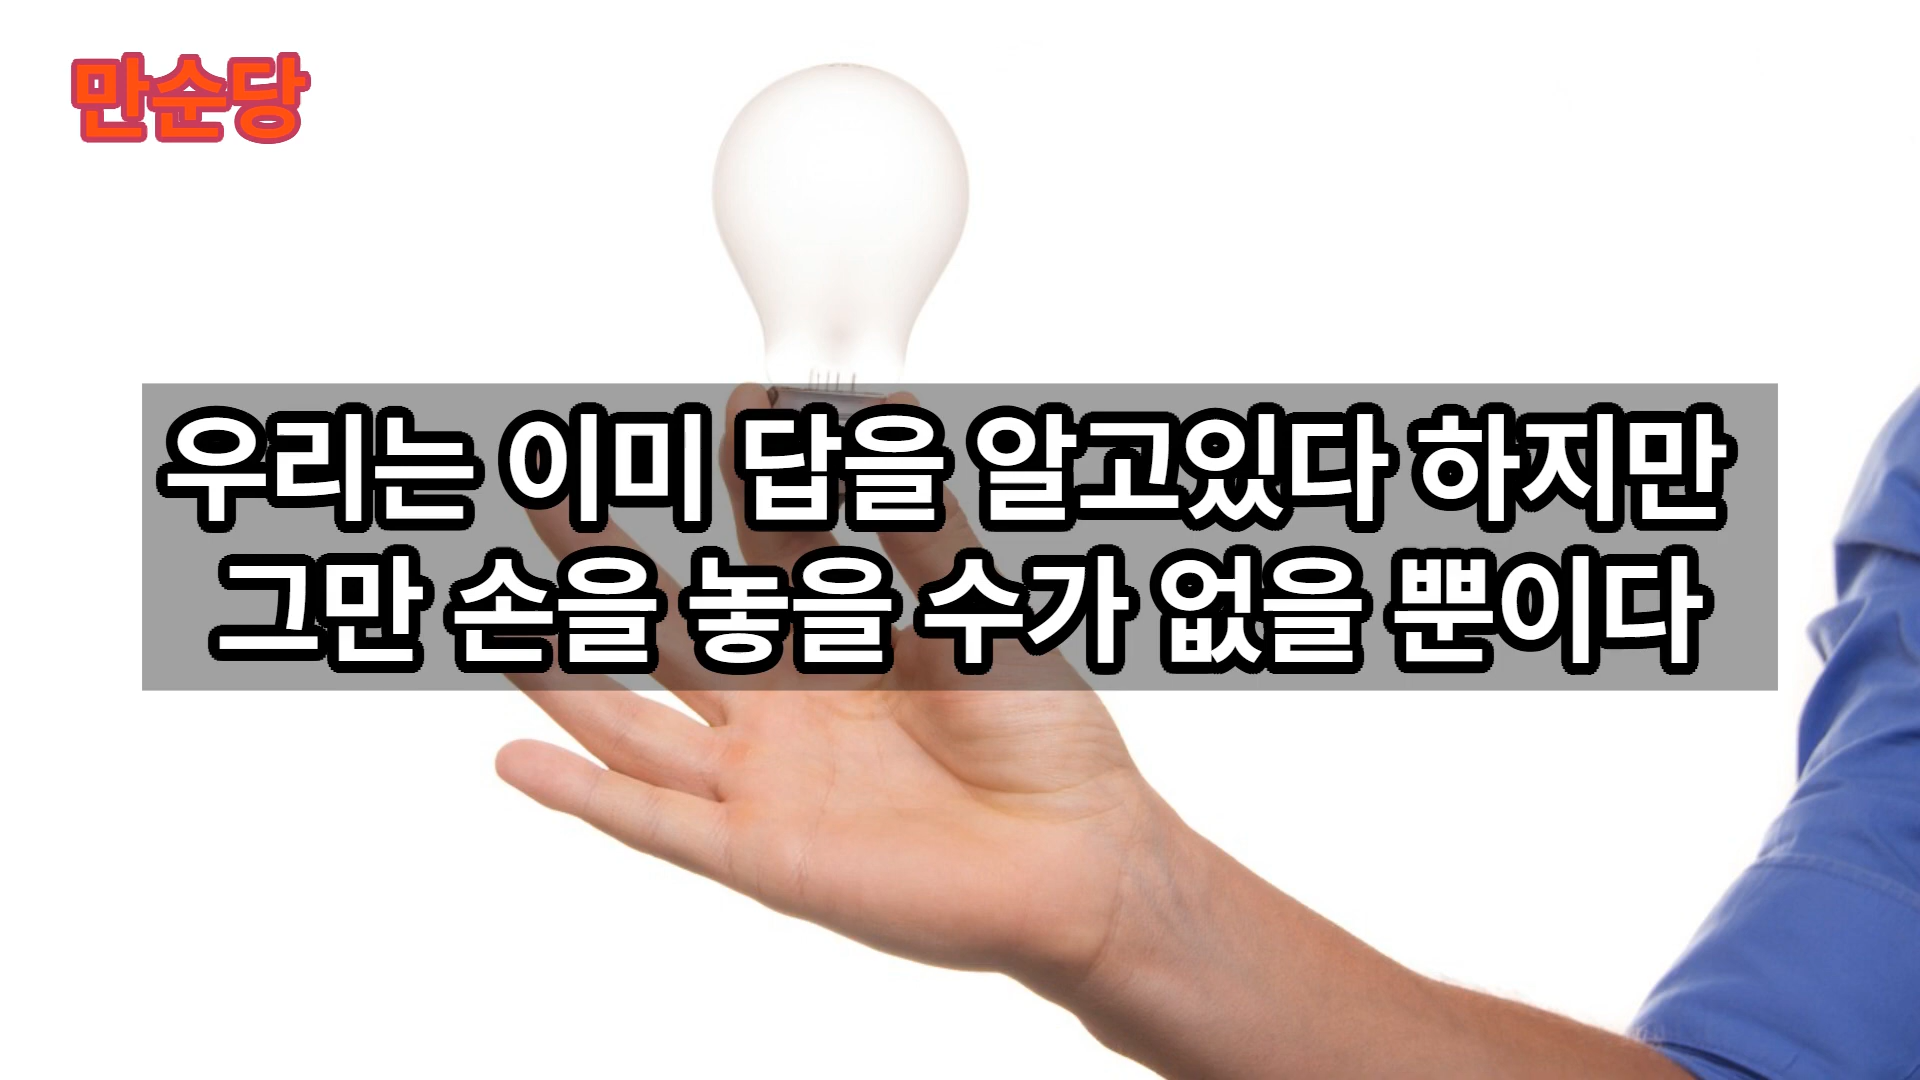 만순당
우리는 이미 답을 알고있다 하지만
그만 손을 놓을 수가 없을 뿐이다